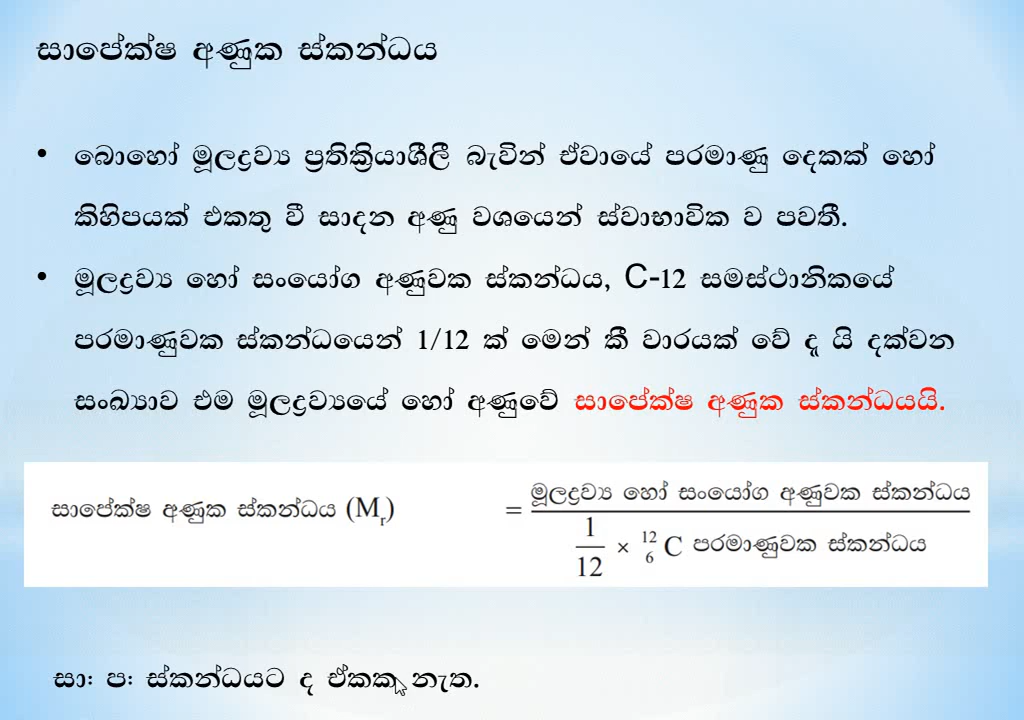 සාපේක්ෂ අණුක ස්කන්ධය
• බොහෝ මූලද්‍රව්‍ය ප්‍රතික්‍රියාශීලී බැවින් ඒවායේ පරමාණු දෙකක් හෝ
කිහිපයක් එකතු වී සාදන අණු වශයෙන් ස්වාභාවික ව පවතී.
• මූලද්‍රව්‍ය හෝ සංයෝග අණුවක ස්කන්ධය, C-12 සමස්ථානිකයේ
පරමාණුවක ස්කන්ධයෙන් 1/12 ක් මෙන් කී වාරයක් වේ දැ යි දක්වන
සංඛ්‍යාව එම මූලද්‍රව්‍යයේ හෝ අණුවේ සාපේක්ෂ අණුක ස්කන්ධයයි.
සාපේක්ෂ අණුක ස්කන්ධය (Mr) = මූලද්‍රව්‍ය හෝ සංයෝග අණුවක ස්කන්ධය
1/12 × ¹²₆C පරමාණුවක ස්කන්ධය
සාඃ පඃ ස්කන්ධයට ද ඒකක නැත.